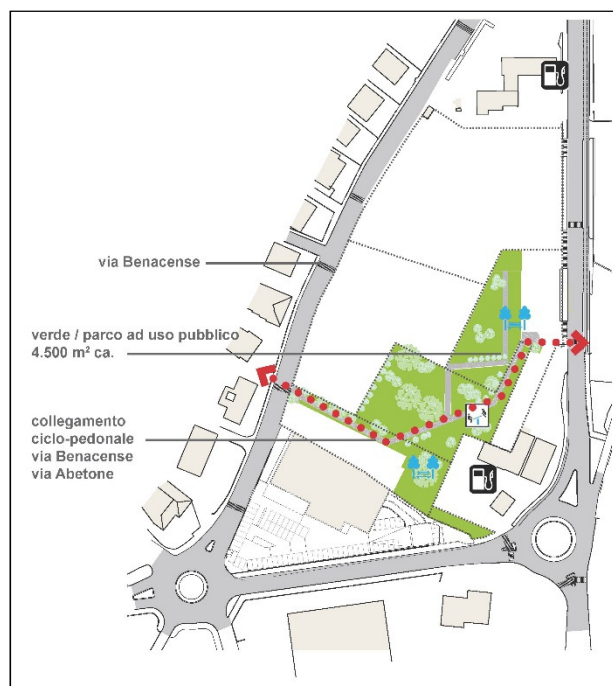 via Benacense
verde / parco ad uso pubblico
4.500 m² ca.
collegamento
ciclo-pedonale
via Benacense
via Abetone